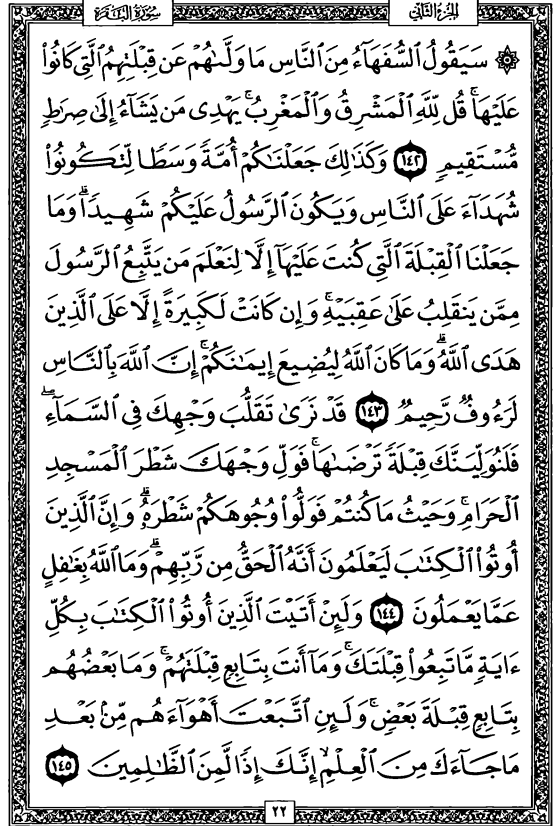 الجزء الثاني
سورة البقرة
۞ سَيَقُولُ ٱلسُّفَهَآءُ مِنَ ٱلنَّاسِ مَا وَلَّىٰهُمْ عَن قِبْلَتِهِمُ ٱلَّتِى كَانُوا۟
عَلَيْهَا ۚ قُل لِّلَّهِ ٱلْمَشْرِقُ وَٱلْمَغْرِبُ ۚ يَهْدِى مَن يَشَآءُ إِلَىٰ صِرَٰطٍ
مُّسْتَقِيمٍ ١٤٢ وَكَذَٰلِكَ جَعَلْنَٰكُمْ أُمَّةً وَسَطًا لِّتَكُونُوا۟
شُهَدَآءَ عَلَى ٱلنَّاسِ وَيَكُونَ ٱلرَّسُولُ عَلَيْكُمْ شَهِيدًا ۗ وَمَا
جَعَلْنَا ٱلْقِبْلَةَ ٱلَّتِى كُنتَ عَلَيْهَآ إِلَّا لِنَعْلَمَ مَن يَتَّبِعُ ٱلرَّسُولَ
مِمَّن يَنقَلِبُ عَلَىٰ عَقِبَيْهِ ۚ وَإِن كَانَتْ لَكَبِيرَةً إِلَّا عَلَى ٱلَّذِينَ
هَدَى ٱللَّهُ ۗ وَمَا كَانَ ٱللَّهُ لِيُضِيعَ إِيمَٰنَكُمْ ۚ إِنَّ ٱللَّهَ بِٱلنَّاسِ
لَرَءُوفٌ رَّحِيمٌ ١٤٣ قَدْ نَرَىٰ تَقَلُّبَ وَجْهِكَ فِى ٱلسَّمَآءِ ۖ
فَلَنُوَلِّيَنَّكَ قِبْلَةً تَرْضَىٰهَا ۚ فَوَلِّ وَجْهَكَ شَطْرَ ٱلْمَسْجِدِ
ٱلْحَرَامِ ۚ وَحَيْثُ مَا كُنتُمْ فَوَلُّوا۟ وُجُوهَكُمْ شَطْرَهُۥ ۗ وَإِنَّ ٱلَّذِينَ
أُوتُوا۟ ٱلْكِتَٰبَ لَيَعْلَمُونَ أَنَّهُ ٱلْحَقُّ مِن رَّبِّهِمْ ۗ وَمَا ٱللَّهُ بِغَٰفِلٍ
عَمَّا يَعْمَلُونَ ١٤٤ وَلَئِنْ أَتَيْتَ ٱلَّذِينَ أُوتُوا۟ ٱلْكِتَٰبَ بِكُلِّ
ءَايَةٍ مَّا تَبِعُوا۟ قِبْلَتَكَ ۚ وَمَآ أَنتَ بِتَابِعٍ قِبْلَتَهُمْ ۚ وَمَا بَعْضُهُم
بِتَابِعٍ قِبْلَةَ بَعْضٍ ۚ وَلَئِنِ ٱتَّبَعْتَ أَهْوَآءَهُم مِّنۢ بَعْدِ
مَا جَآءَكَ مِنَ ٱلْعِلْمِ ۙ إِنَّكَ إِذًا لَّمِنَ ٱلظَّٰلِمِينَ ١٤٥
٢٢